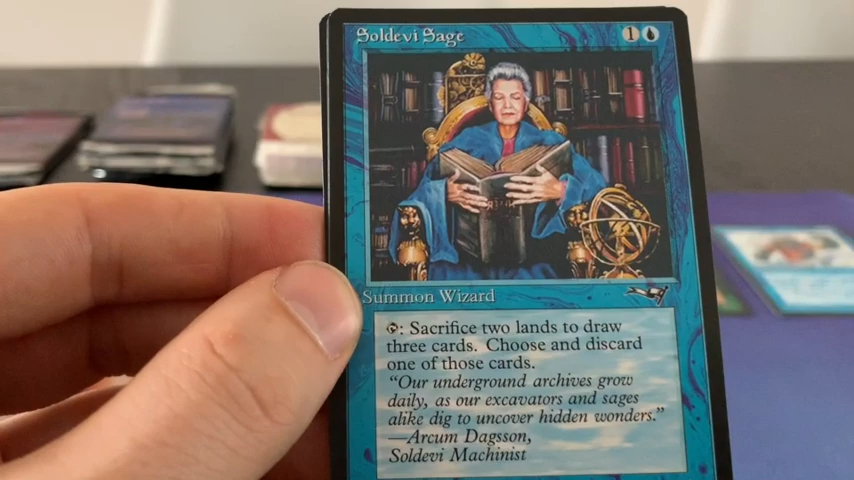 Soldevi Sage
1
Summon Wizard
: Sacrifice two lands to draw
three cards. Choose and discard
one of those cards.
"Our underground archives grow
daily, as our excavators and sages
alike dig to uncover hidden wonders."
—Arcum Dagsson,
Soldevi Machinist